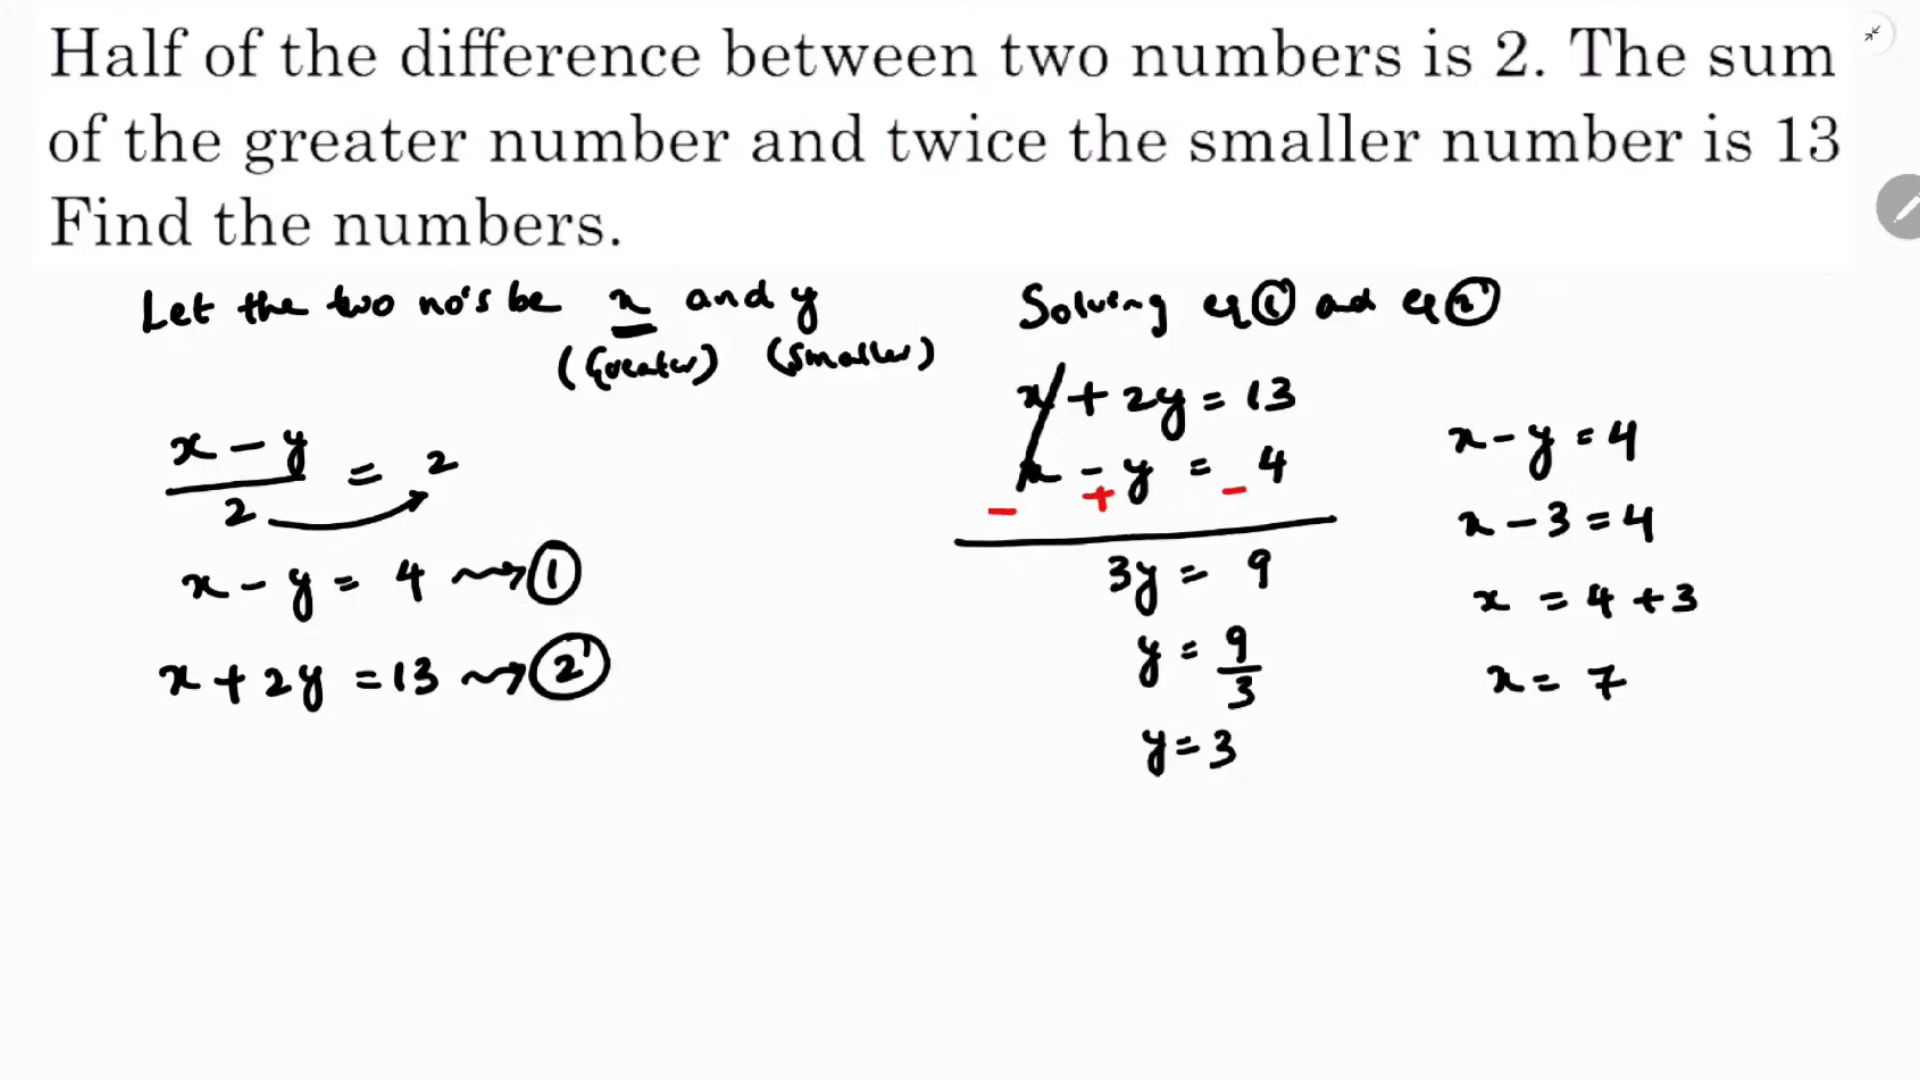 Half of the difference between two numbers is 2. The sum
of the greater number and twice the smaller number is 13
Find the numbers.
Let the two no's be x and y
(Greater) (Smaller)
x - y
2
= 2
x - y = 4 ⇝ ①
x + 2y = 13 ⇝ ②
Solving eq ① and eq ②
x + 2y = 13
x - y = 4
- + -
3y = 9
y = 9/3
y = 3
x - y = 4
x - 3 = 4
x = 4 + 3
x = 7